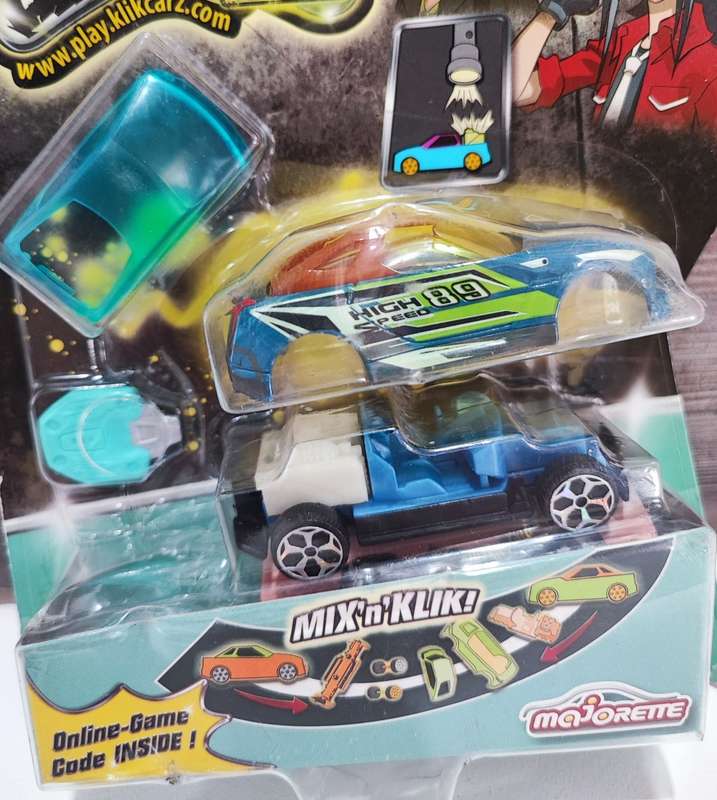 www.play.klikcarz.com
HIGH
SPEED
89
MIX'n'KLIK!
Online-Game
Code INSIDE !
majorette